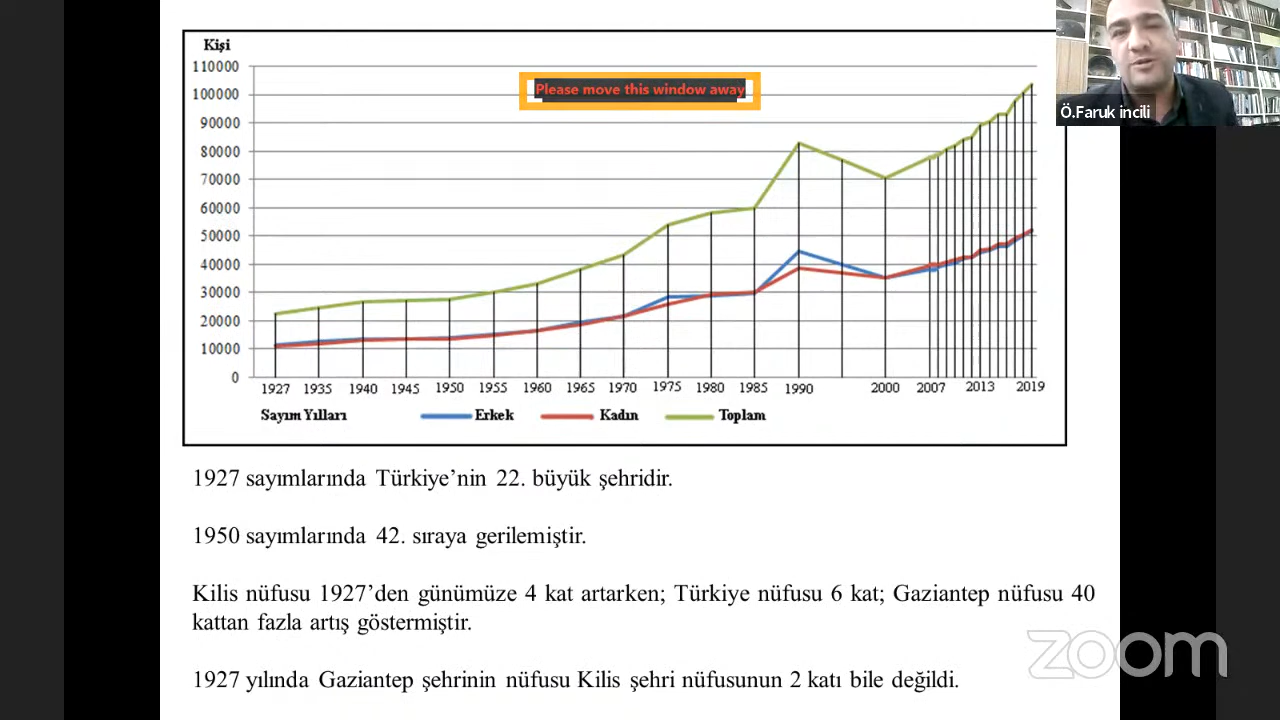 Kişi
110000
100000
90000
80000
70000
60000
50000
40000
30000
20000
10000
0
Please move this window away
Ö.Faruk incili
1927 1935 1940 1945 1950 1955 1960 1965 1970 1975 1980 1985 1990 2000 2007 2013 2019
Sayım Yılları Erkek Kadın Toplam
1927 sayımlarında Türkiye’nin 22. büyük şehridir.
1950 sayımlarında 42. sıraya gerilemiştir.
Kilis nüfusu 1927’den günümüze 4 kat artarken; Türkiye nüfusu 6 kat; Gaziantep nüfusu 40
kattan fazla artış göstermiştir.
1927 yılında Gaziantep şehrinin nüfusu Kilis şehri nüfusunun 2 katı bile değildi.
zoom